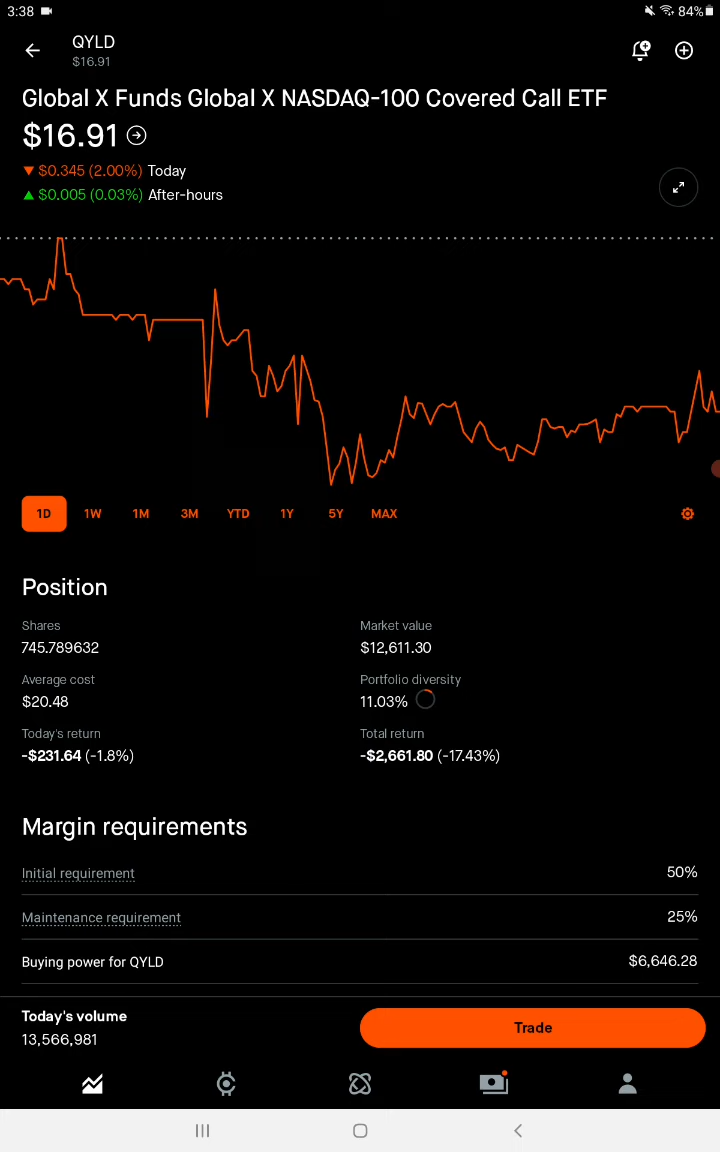 3:38 84%
QYLD
$16.91
Global X Funds Global X NASDAQ-100 Covered Call ETF
$16.91
▼ $0.345 (2.00%) Today
▲ $0.005 (0.03%) After-hours
1D 1W 1M 3M YTD 1Y 5Y MAX
Position
Shares Market value
745.789632 $12,611.30
Average cost Portfolio diversity
$20.48 11.03%
Today's return Total return
-$231.64 (-1.8%) -$2,661.80 (-17.43%)
Margin requirements
Initial requirement 50%
Maintenance requirement 25%
Buying power for QYLD $6,646.28
Today's volume
13,566,981
Trade